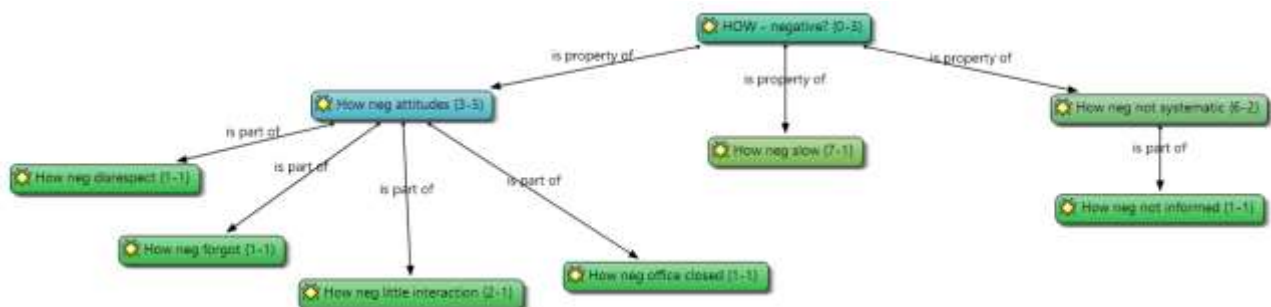 HOW - negative? {0-3}
is property of
is property of
is property of
How neg attitudes {3-5}
How neg not systematic {6-2}
is part of
How neg slow {7-1}
is part of
is part of
is part of
is part of
How neg disrespect {1-1}
How neg not informed {1-1}
How neg forgot {1-1}
How neg office closed {1-1}
How neg little interaction {2-1}